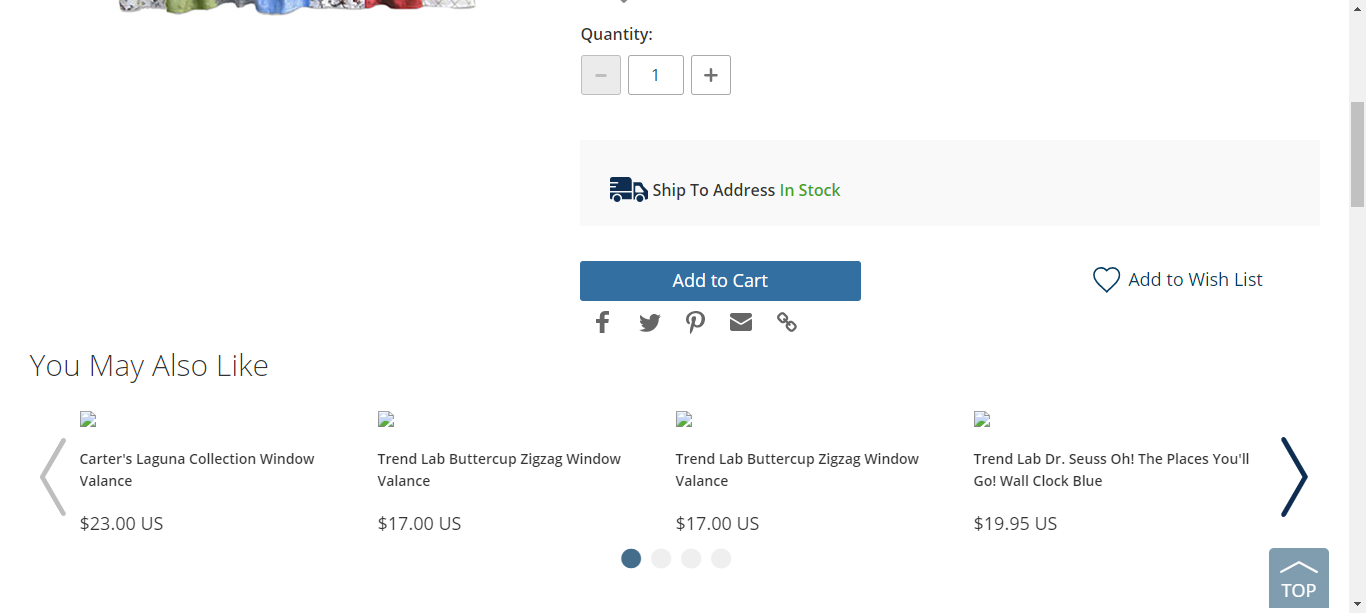 Quantity:
1
Ship To Address In Stock
Add to Cart
Add to Wish List
You May Also Like
Carter's Laguna Collection Window
Valance
$23.00 US
Trend Lab Buttercup Zigzag Window
Valance
$17.00 US
Trend Lab Buttercup Zigzag Window
Valance
$17.00 US
Trend Lab Dr. Seuss Oh! The Places You'll
Go! Wall Clock Blue
$19.95 US
TOP